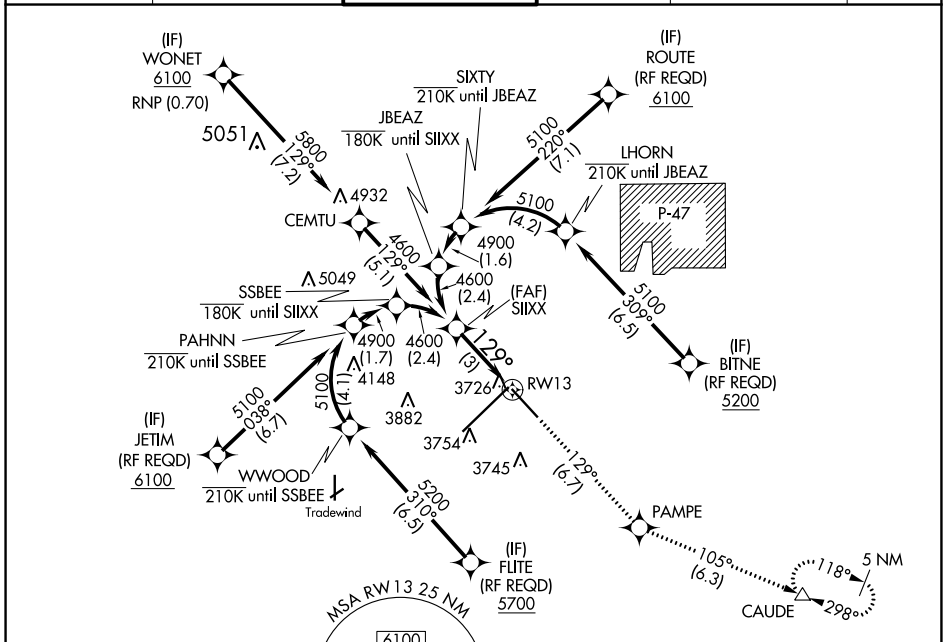 (IF)
WONET
6100
RNP (0.70)
(IF)
ROUTE
(RF REQD)
6100
SIXTY
210K until JBEAZ
JBEAZ
180K until SIIXX
5051
5800
129°
(7.2)
5100
220°
(7.1)
LHORN
210K until JBEAZ
P-47
4932
CEMTU
5100
(4.2)
4900
(1.6)
4600
129°
(5.1)
4600
(2.4)
5049
SSBEE
180K until SIIXX
(FAF)
SIIXX
5100
309°
(6.5)
PAHNN
210K until SSBEE
4900
(1.7)
4600
(2.4)
129°
(3)
(IF)
BITNE
(RF REQD)
5200
5100
(4.1)
4148
3726
RW13
3882
5100
038°
(6.7)
(IF)
JETIM
(RF REQD)
6100
3754
3745
129°
(6.7)
WWOOD
210K until SSBEE
Tradewind
5200
310°
(6.5)
PAMPE
(IF)
FLITE
(RF REQD)
5700
105°
(6.3)
5 NM
118°
298°
CAUDE
MSA RW13 25 NM
6100